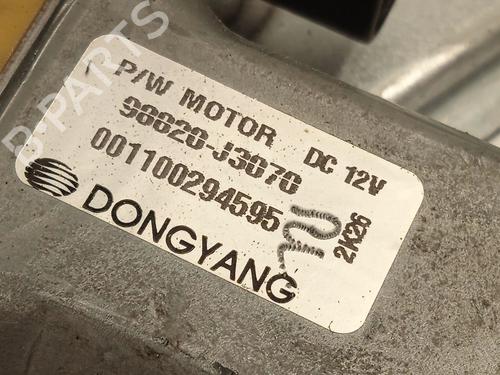 P/W MOTOR DC 12V
98820-J3070
001100294595
2K26
DONGYANG
B-PARTS